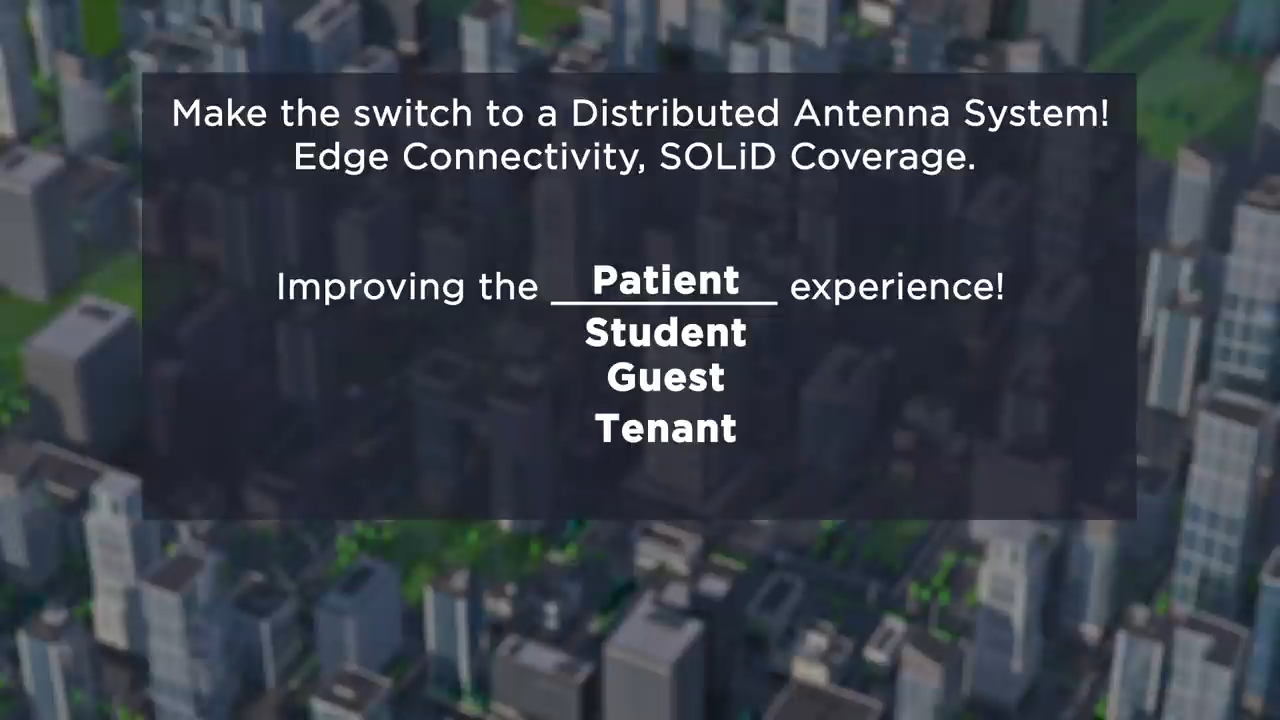 Make the switch to a Distributed Antenna System!
Edge Connectivity, SOLiD Coverage.
Improving the Patient experience!
Student
Guest
Tenant